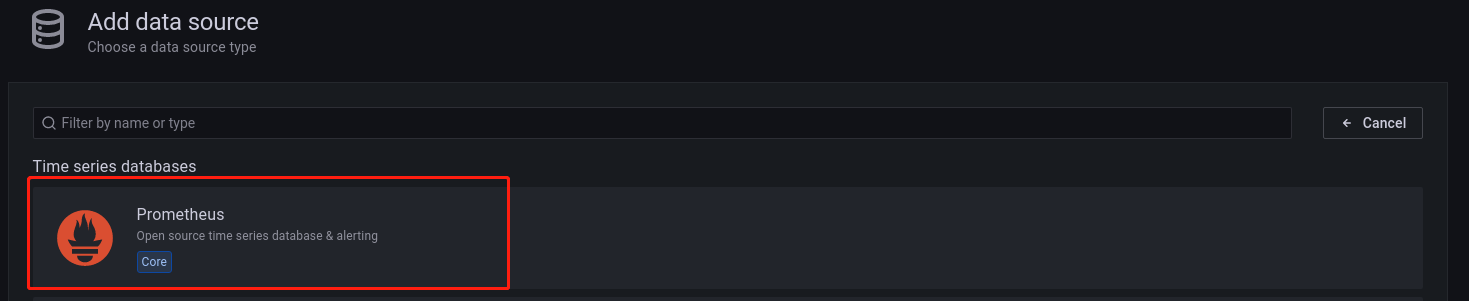 Add data source
Choose a data source type
Filter by name or type
Cancel
Time series databases
Prometheus
Open source time series database & alerting
Core